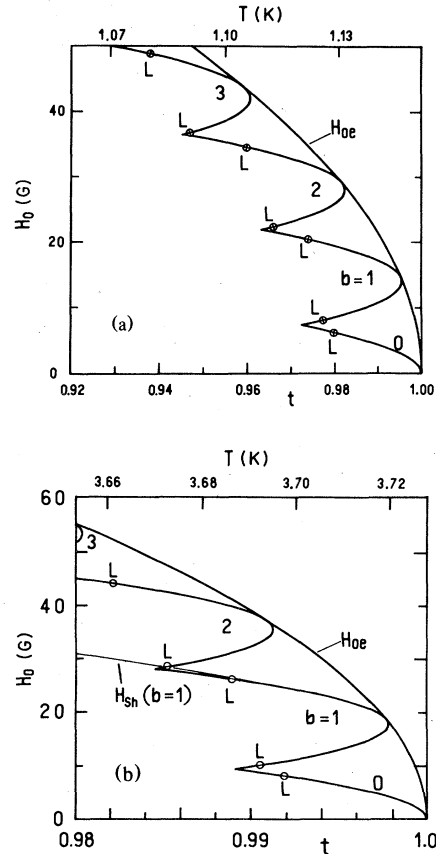 T (K)
1.07 1.10 1.13
40
20
0
H₀ (G)
L
3
L
L
H₀ₑ
2
L
L
b=1
L
L
0
(a)
0.92 0.94 0.96 0.98 1.00
t
T (K)
3.66 3.68 3.70 3.72
60
40
20
0
H₀ (G)
3
L
2
H₀ₑ
L
L
Hₛₕ (b=1)
b=1
L
L
0
(b)
0.98 0.99 1.0
t